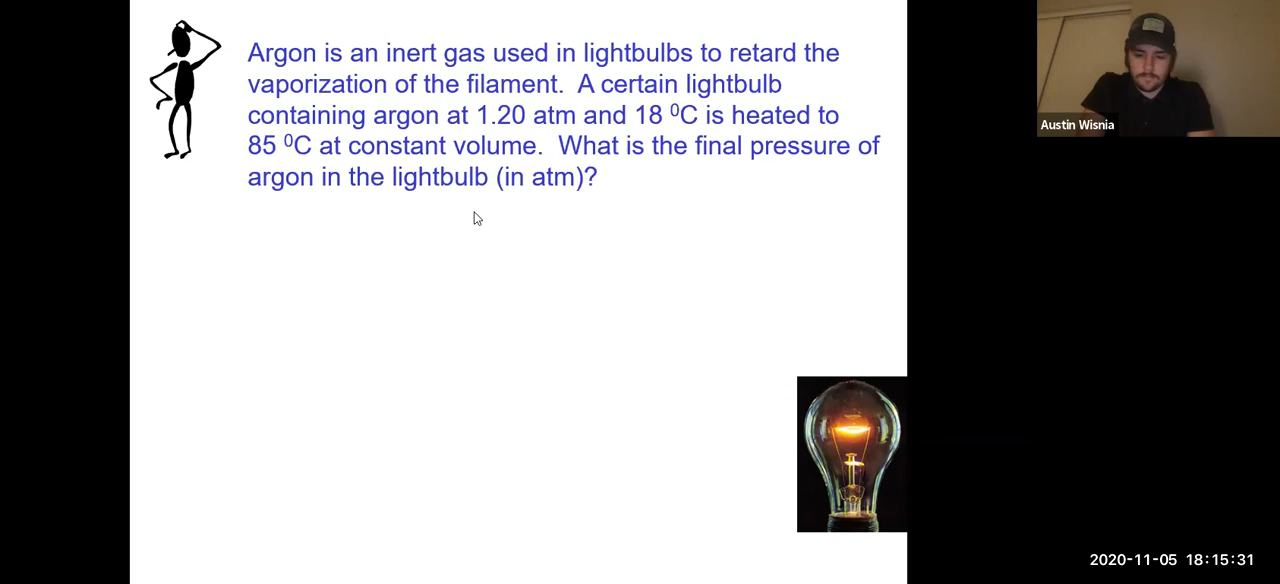 Argon is an inert gas used in lightbulbs to retard the
vaporization of the filament.  A certain lightbulb
containing argon at 1.20 atm and 18 ⁰C is heated to
85 ⁰C at constant volume.  What is the final pressure of
argon in the lightbulb (in atm)?
Austin Wisnia
2020-11-05 18:15:31